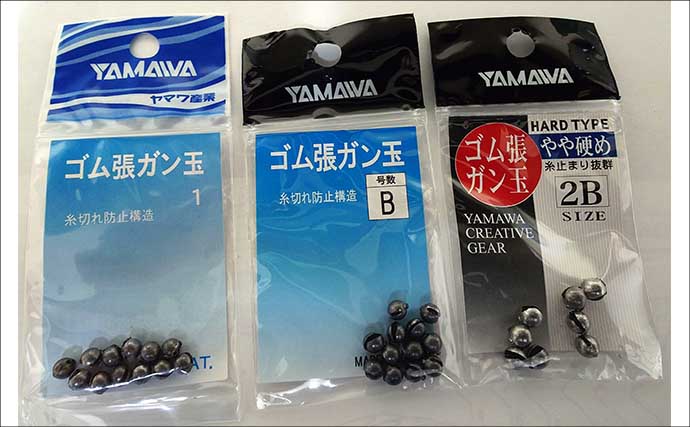 YAMAWA
ヤマワ産業
ゴム張ガン玉
1
糸切れ防止構造
AT.
YAMAWA
ゴム張ガン玉
糸切れ防止構造
号数
B
MA
YAMAWA
HARD TYPE
ゴム張
ガン玉
やや硬め
糸止まり抜群
2B
SIZE
YAMAWA
CREATIVE
GEAR